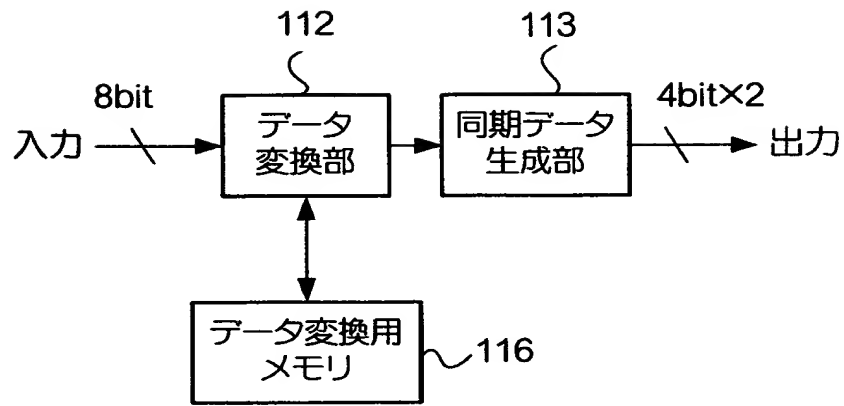 112
113
8bit
4bit×2
入力
データ
変換部
同期データ
生成部
出力
データ変換用
メモリ
116